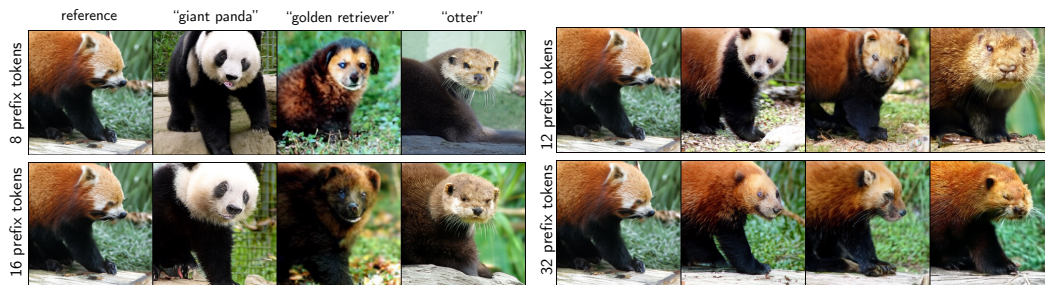 reference
“giant panda”
“golden retriever”
“otter”
8 prefix tokens
12 prefix tokens
16 prefix tokens
32 prefix tokens